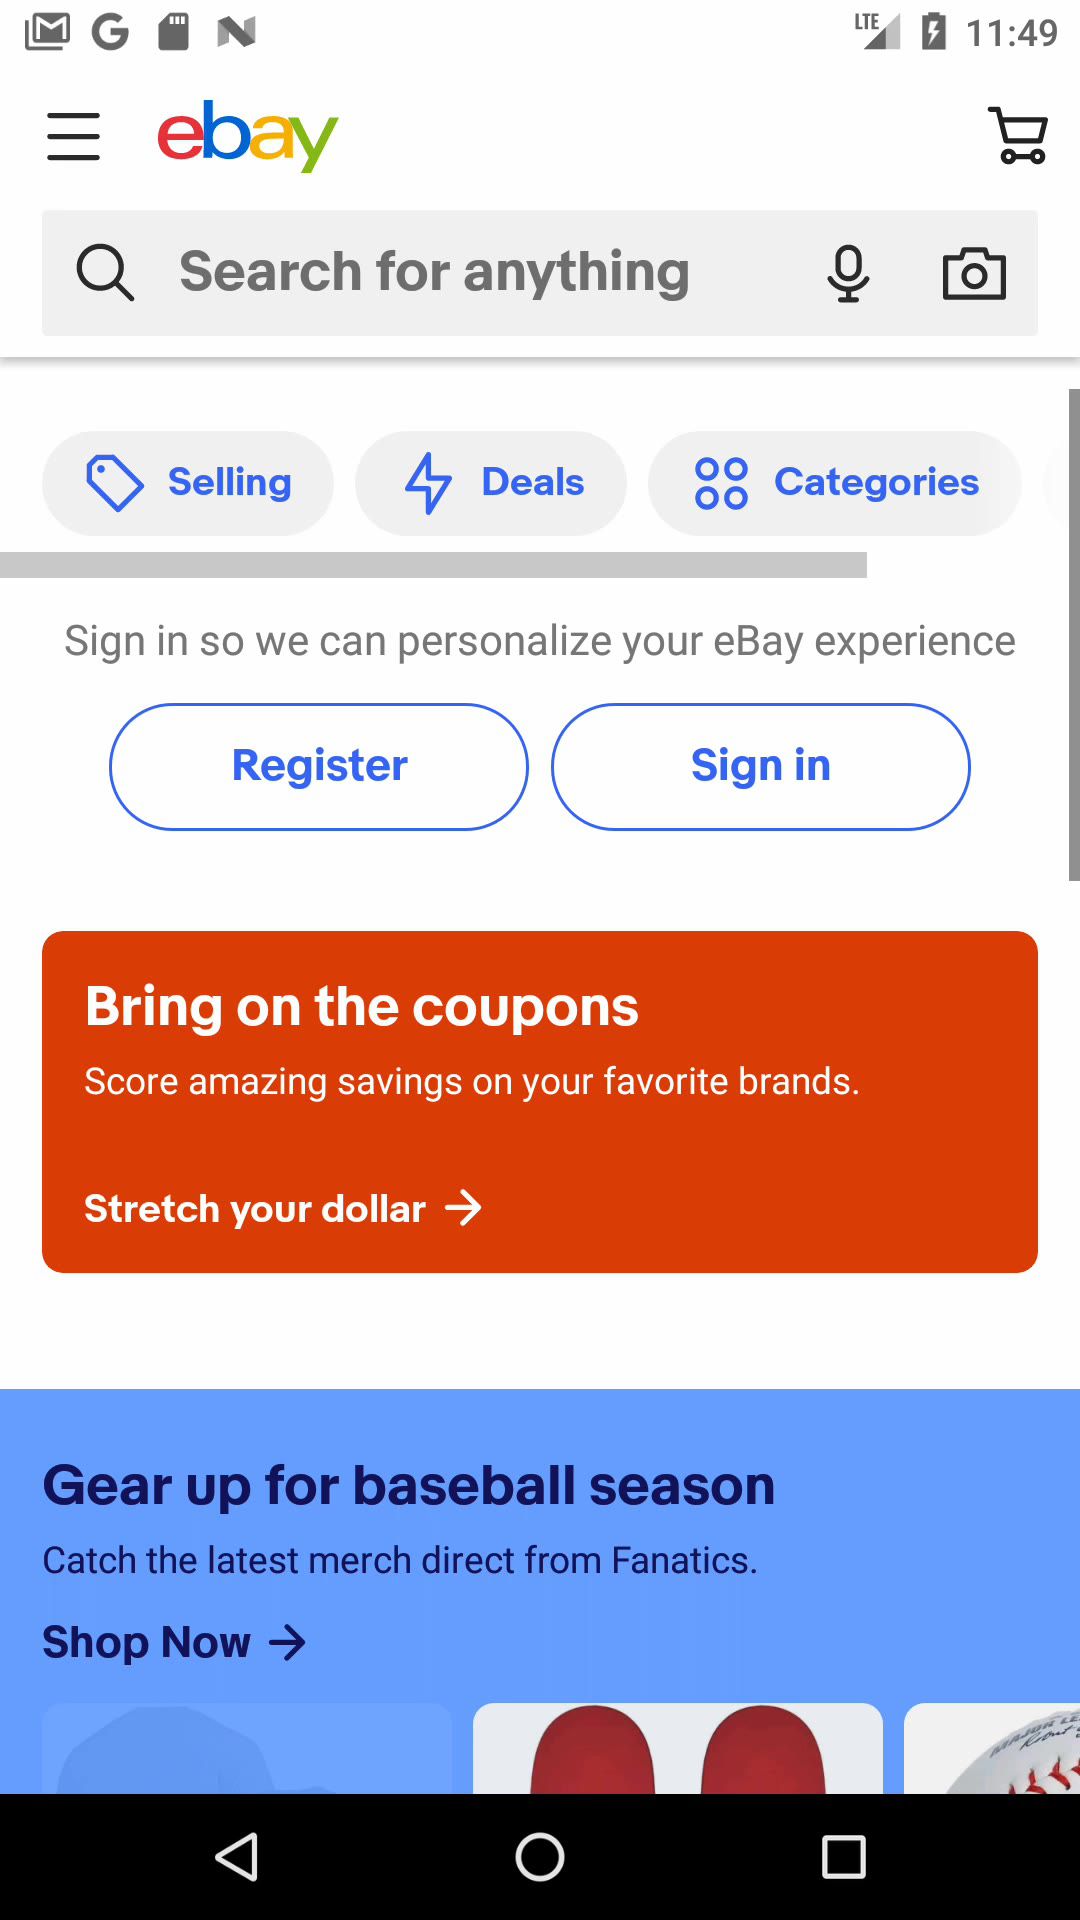 LTE 11:49
ebay
Search for anything
Selling Deals Categories
Sign in so we can personalize your eBay experience
Register Sign in
Bring on the coupons
Score amazing savings on your favorite brands.
Stretch your dollar
Gear up for baseball season
Catch the latest merch direct from Fanatics.
Shop Now